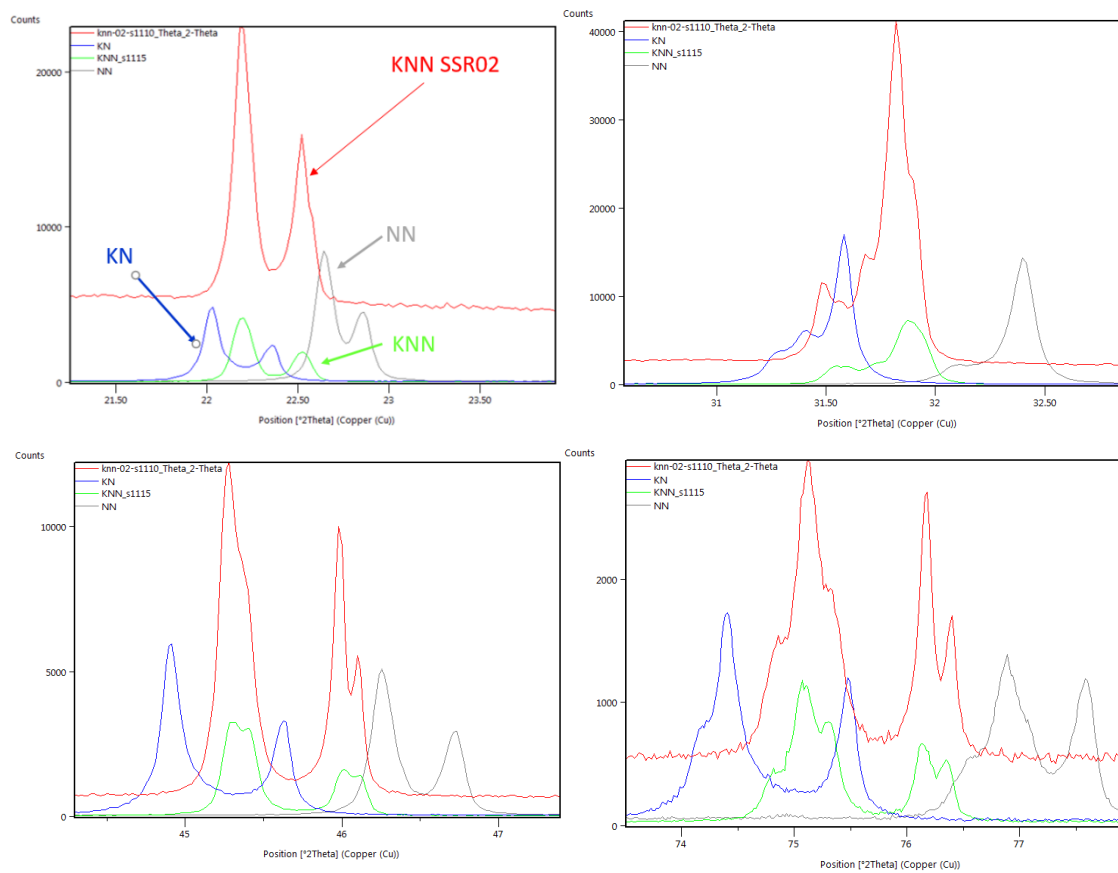 Counts
knn-02-s1110_Theta_2-Theta
KN
KNN_s1115
NN
20000
10000
0
KNN SSR02
NN
KN
KNN
21.50
22
22.50
23
23.50
Position [°2Theta] (Copper (Cu))
Counts
knn-02-s1110_Theta_2-Theta
KN
KNN_s1115
NN
40000
30000
20000
10000
0
31
31.50
32
32.50
Position [°2Theta] (Copper (Cu))
Counts
knn-02-s1110_Theta_2-Theta
KN
KNN_s1115
NN
10000
5000
0
45
46
47
Position [°2Theta] (Copper (Cu))
Counts
knn-02-s1110_Theta_2-Theta
KN
KNN_s1115
NN
2000
1000
0
74
75
76
77
Position [°2Theta] (Copper (Cu))